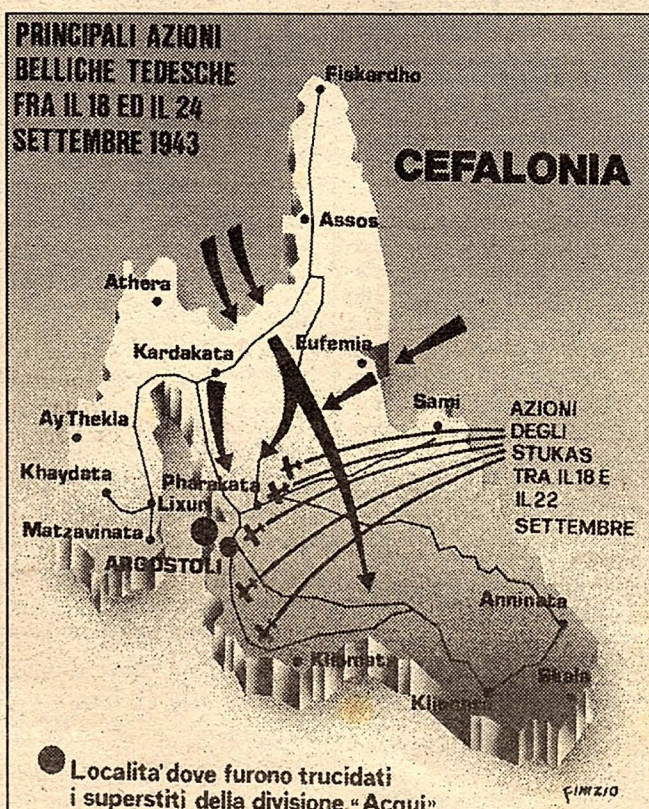 PRINCIPALI AZIONI
BELLICHE TEDESCHE
FRA IL 18 ED IL 24
SETTEMBRE 1943
CEFALONIA
Fiskardho
Assos
Athera
Kardakata
Eufemia
Sami
Ay Thekla
Khaydata
Pharakata
Lixuri
Matzavinata
ARGOSTOLI
AZIONI
DEGLI
STUKAS
TRA IL 18 E
IL 22
SETTEMBRE
Anninata
Skala
Localita' dove furono trucidati
i superstiti della divisione "Acqui"
FINIZIO